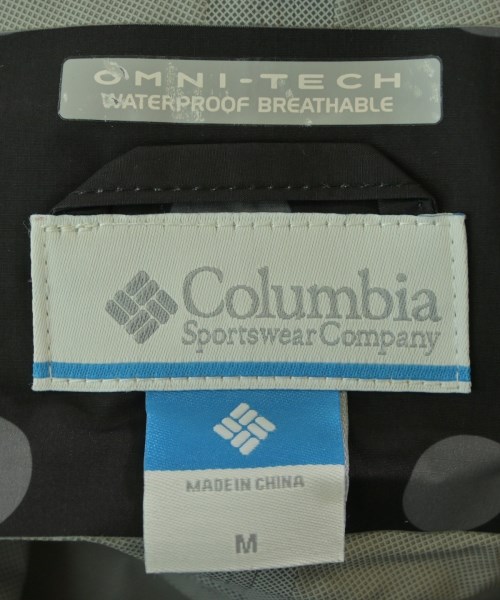 OMNI-TECH
WATERPROOF BREATHABLE
Columbia
Sportswear Company
MADE IN CHINA
M